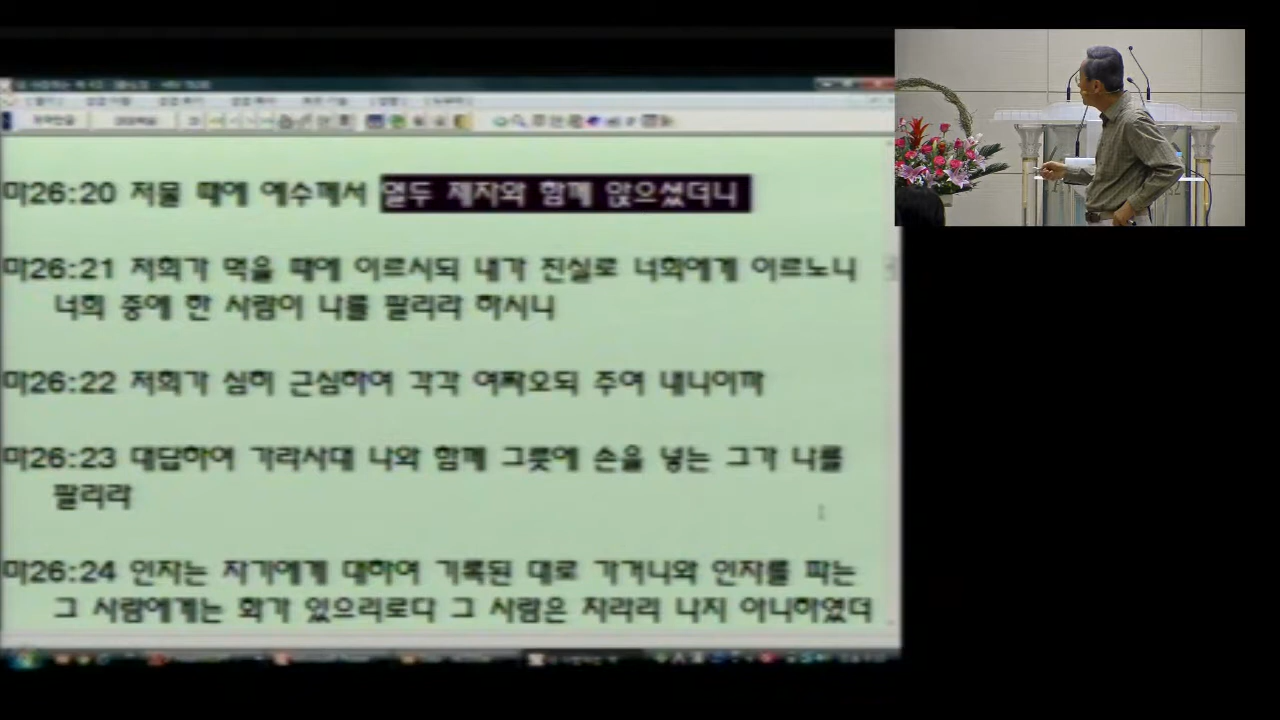 마26:20 저물 때에 예수께서 열두 제자와 함께 앉으셨더니
마26:21 저희가 먹을 때에 이르시되 내가 진실로 너희에게 이르노니
너희 중에 한 사람이 나를 팔리라 하시니
마26:22 저희가 심히 근심하여 각각 여짜오되 주여 내니이까
마26:23 대답하여 가라사대 나와 함께 그릇에 손을 넣는 그가 나를
팔리라
마26:24 인자는 자기에게 대하여 기록된 대로 가거니와 인자를 파는
그 사람에게는 화가 있으리로다 그 사람은 차라리 나지 아니하였더